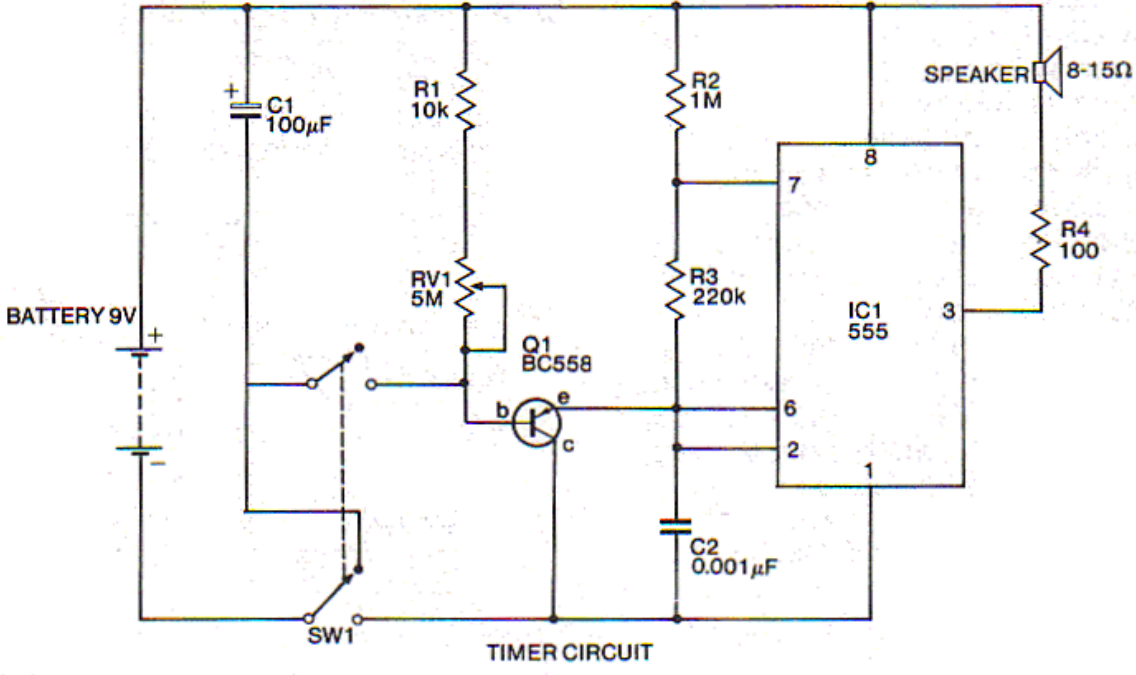 SPEAKER
8-15Ω
+
C1
100µF
R1
10k
R2
1M
8
7
R4
100
RV1
5M
R3
220k
IC1
555
3
BATTERY 9V
+
Q1
BC558
b
e
c
6
2
1
−
C2
0.001µF
SW1
TIMER CIRCUIT